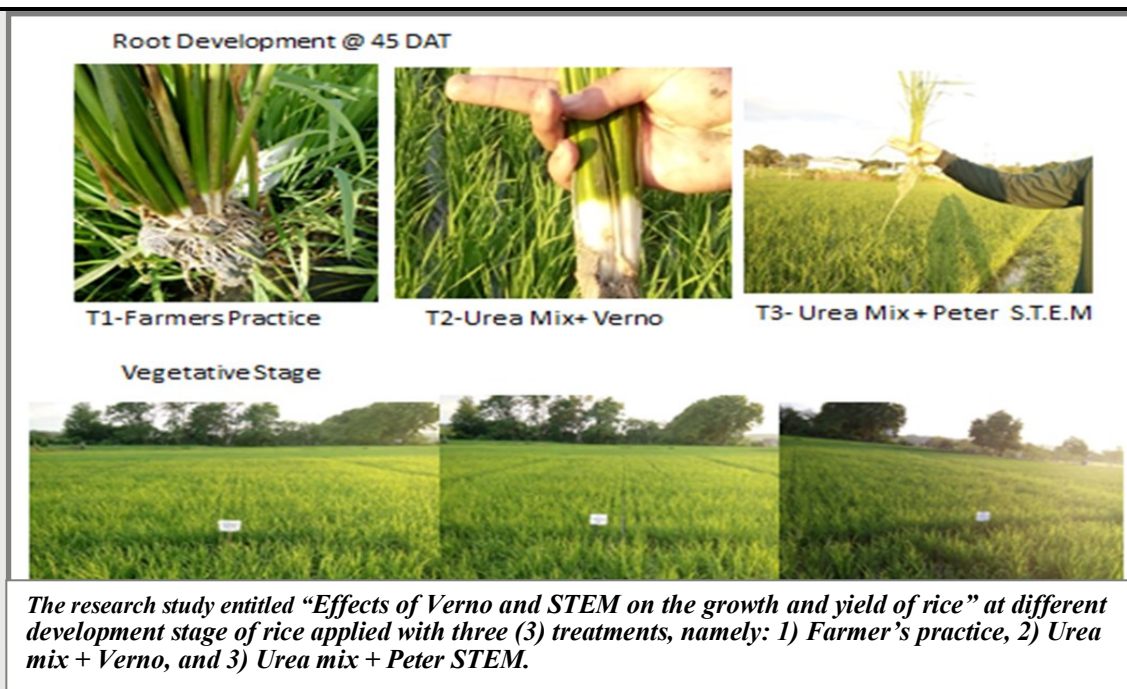 Root Development @ 45 DAT
T1-Farmers Practice
T2-Urea Mix+ Verno
T3- Urea Mix + Peter S.T.E.M
Vegetative Stage
The research study entitled “Effects of Verno and STEM on the growth and yield of rice” at different
development stage of rice applied with three (3) treatments, namely: 1) Farmer’s practice, 2) Urea
mix + Verno, and 3) Urea mix + Peter STEM.